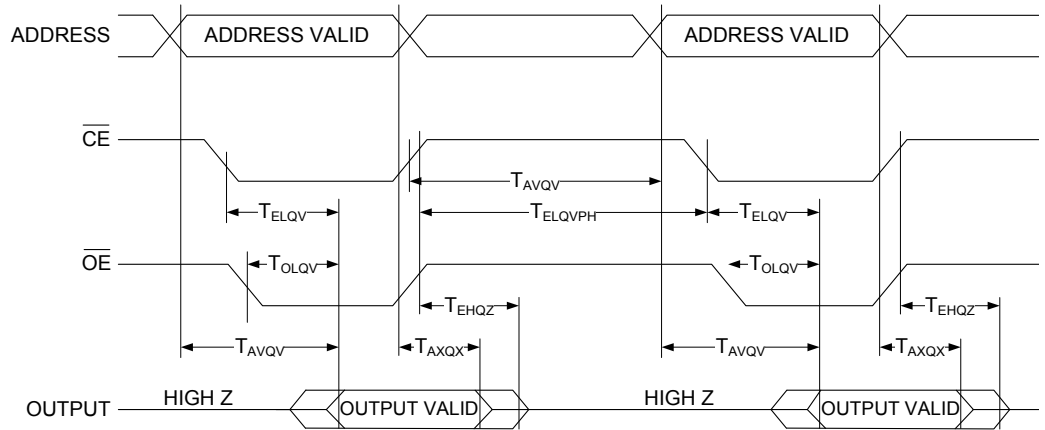 ADDRESS
ADDRESS VALID
ADDRESS VALID
CE
TAVQV
TELQV
TELQVPH
TELQV
OE
TOLQV
TOLQV
TEHQZ
TEHQZ
TAVQV
TAXQX
TAVQV
TAXQX
OUTPUT
HIGH Z
OUTPUT VALID
HIGH Z
OUTPUT VALID